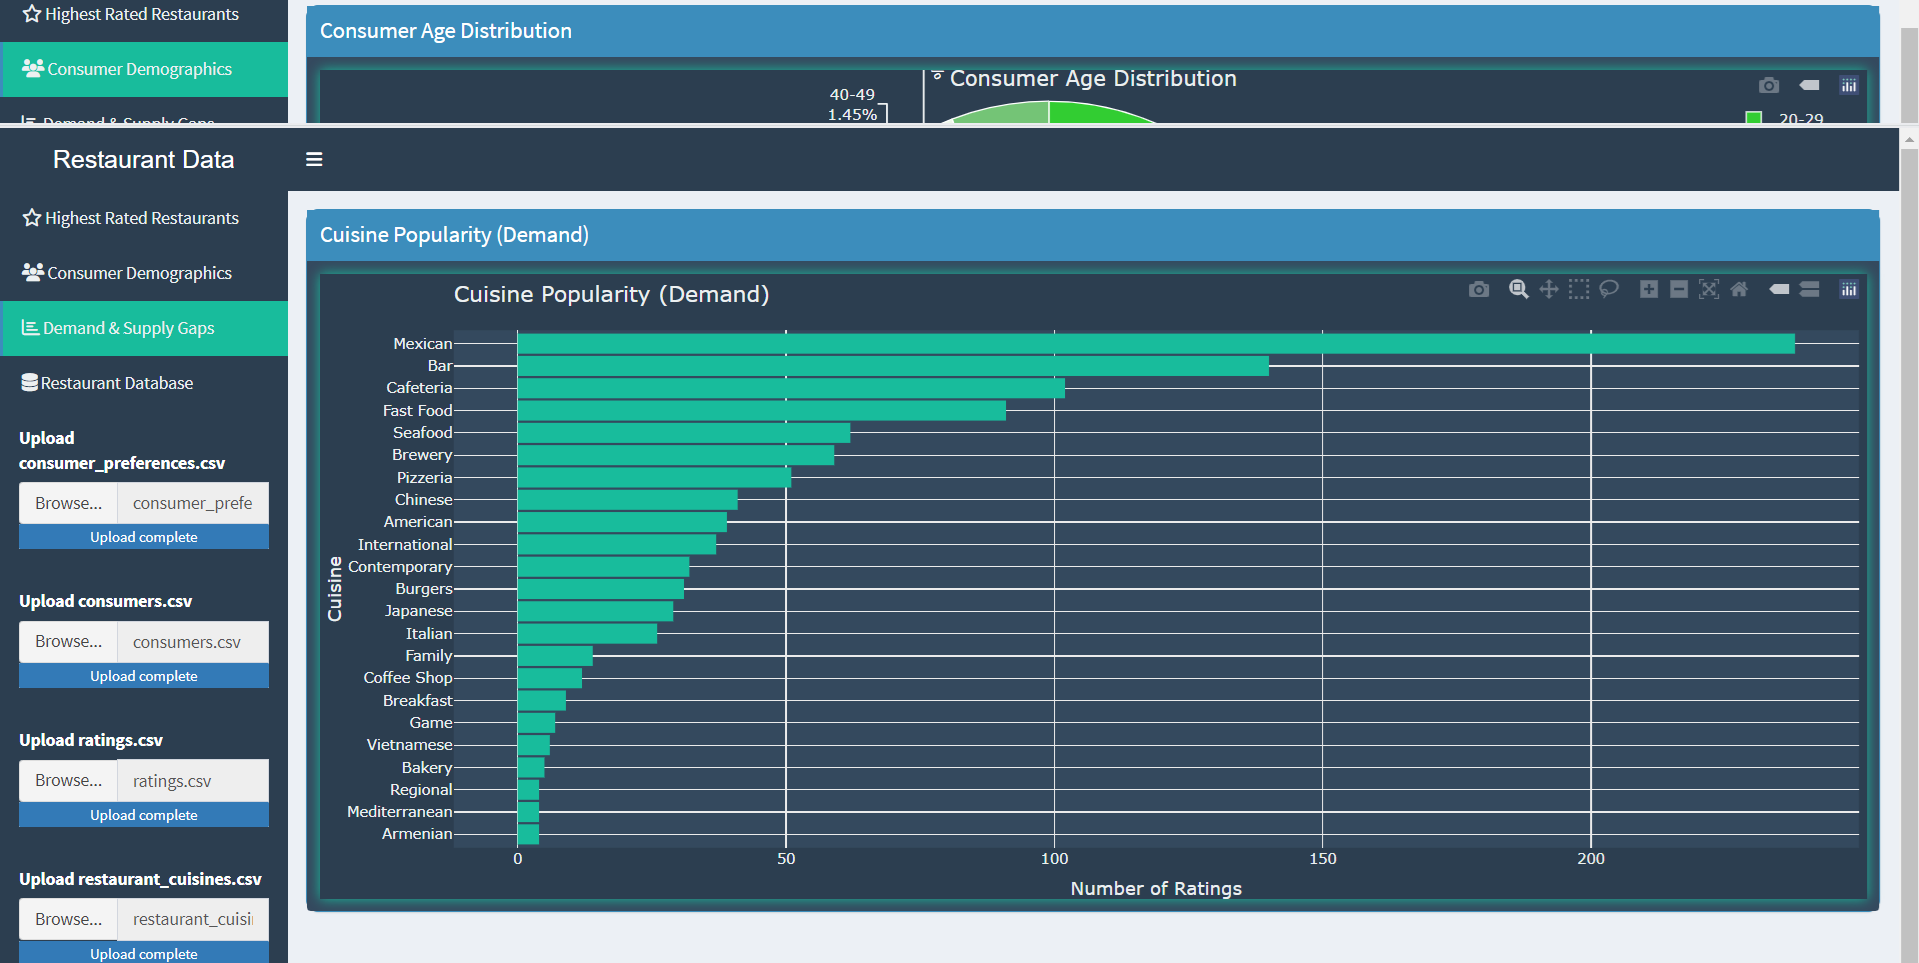 Highest Rated Restaurants
Consumer Demographics
Demand & Supply Gaps
Consumer Age Distribution
Consumer Age Distribution
40-49
1.45%
20-29
Restaurant Data
Highest Rated Restaurants
Consumer Demographics
Demand & Supply Gaps
Restaurant Database
Upload
consumer_preferences.csv
Browse... consumer_prefe
Upload complete
Upload consumers.csv
Browse... consumers.csv
Upload complete
Upload ratings.csv
Browse... ratings.csv
Upload complete
Upload restaurant_cuisines.csv
Browse... restaurant_cuisi
Upload complete
Cuisine Popularity (Demand)
Cuisine Popularity (Demand)
Cuisine
Mexican
Bar
Cafeteria
Fast Food
Seafood
Brewery
Pizzeria
Chinese
American
International
Contemporary
Burgers
Japanese
Italian
Family
Coffee Shop
Breakfast
Game
Vietnamese
Bakery
Regional
Mediterranean
Armenian
0 50 100 150 200
Number of Ratings